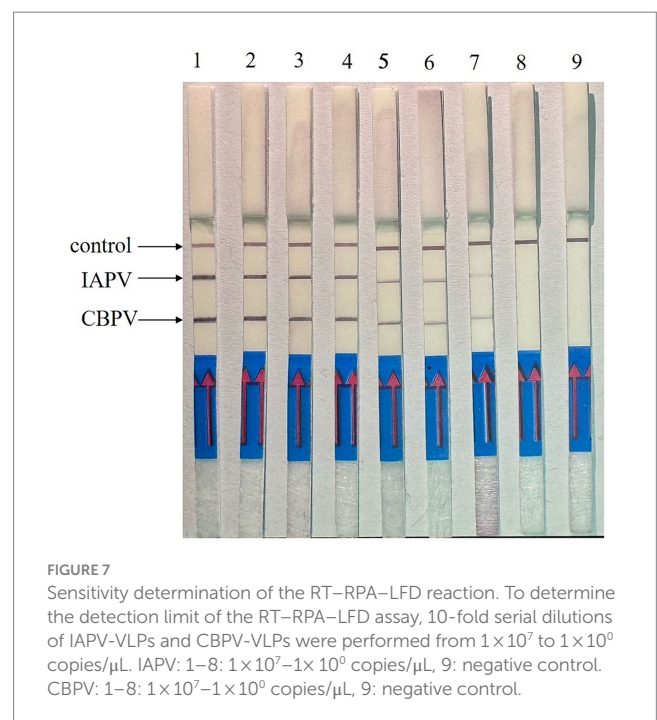 1 2 3 4 5 6 7 8 9
control
IAPV
CBPV
FIGURE 7
Sensitivity determination of the RT–RPA–LFD reaction. To determine
the detection limit of the RT–RPA–LFD assay, 10-fold serial dilutions
of IAPV-VLPs and CBPV-VLPs were performed from 1×10⁷ to 1×10⁰
copies/μL. IAPV: 1–8: 1×10⁷–1× 10⁰ copies/μL, 9: negative control.
CBPV: 1–8: 1×10⁷–1×10⁰ copies/μL, 9: negative control.